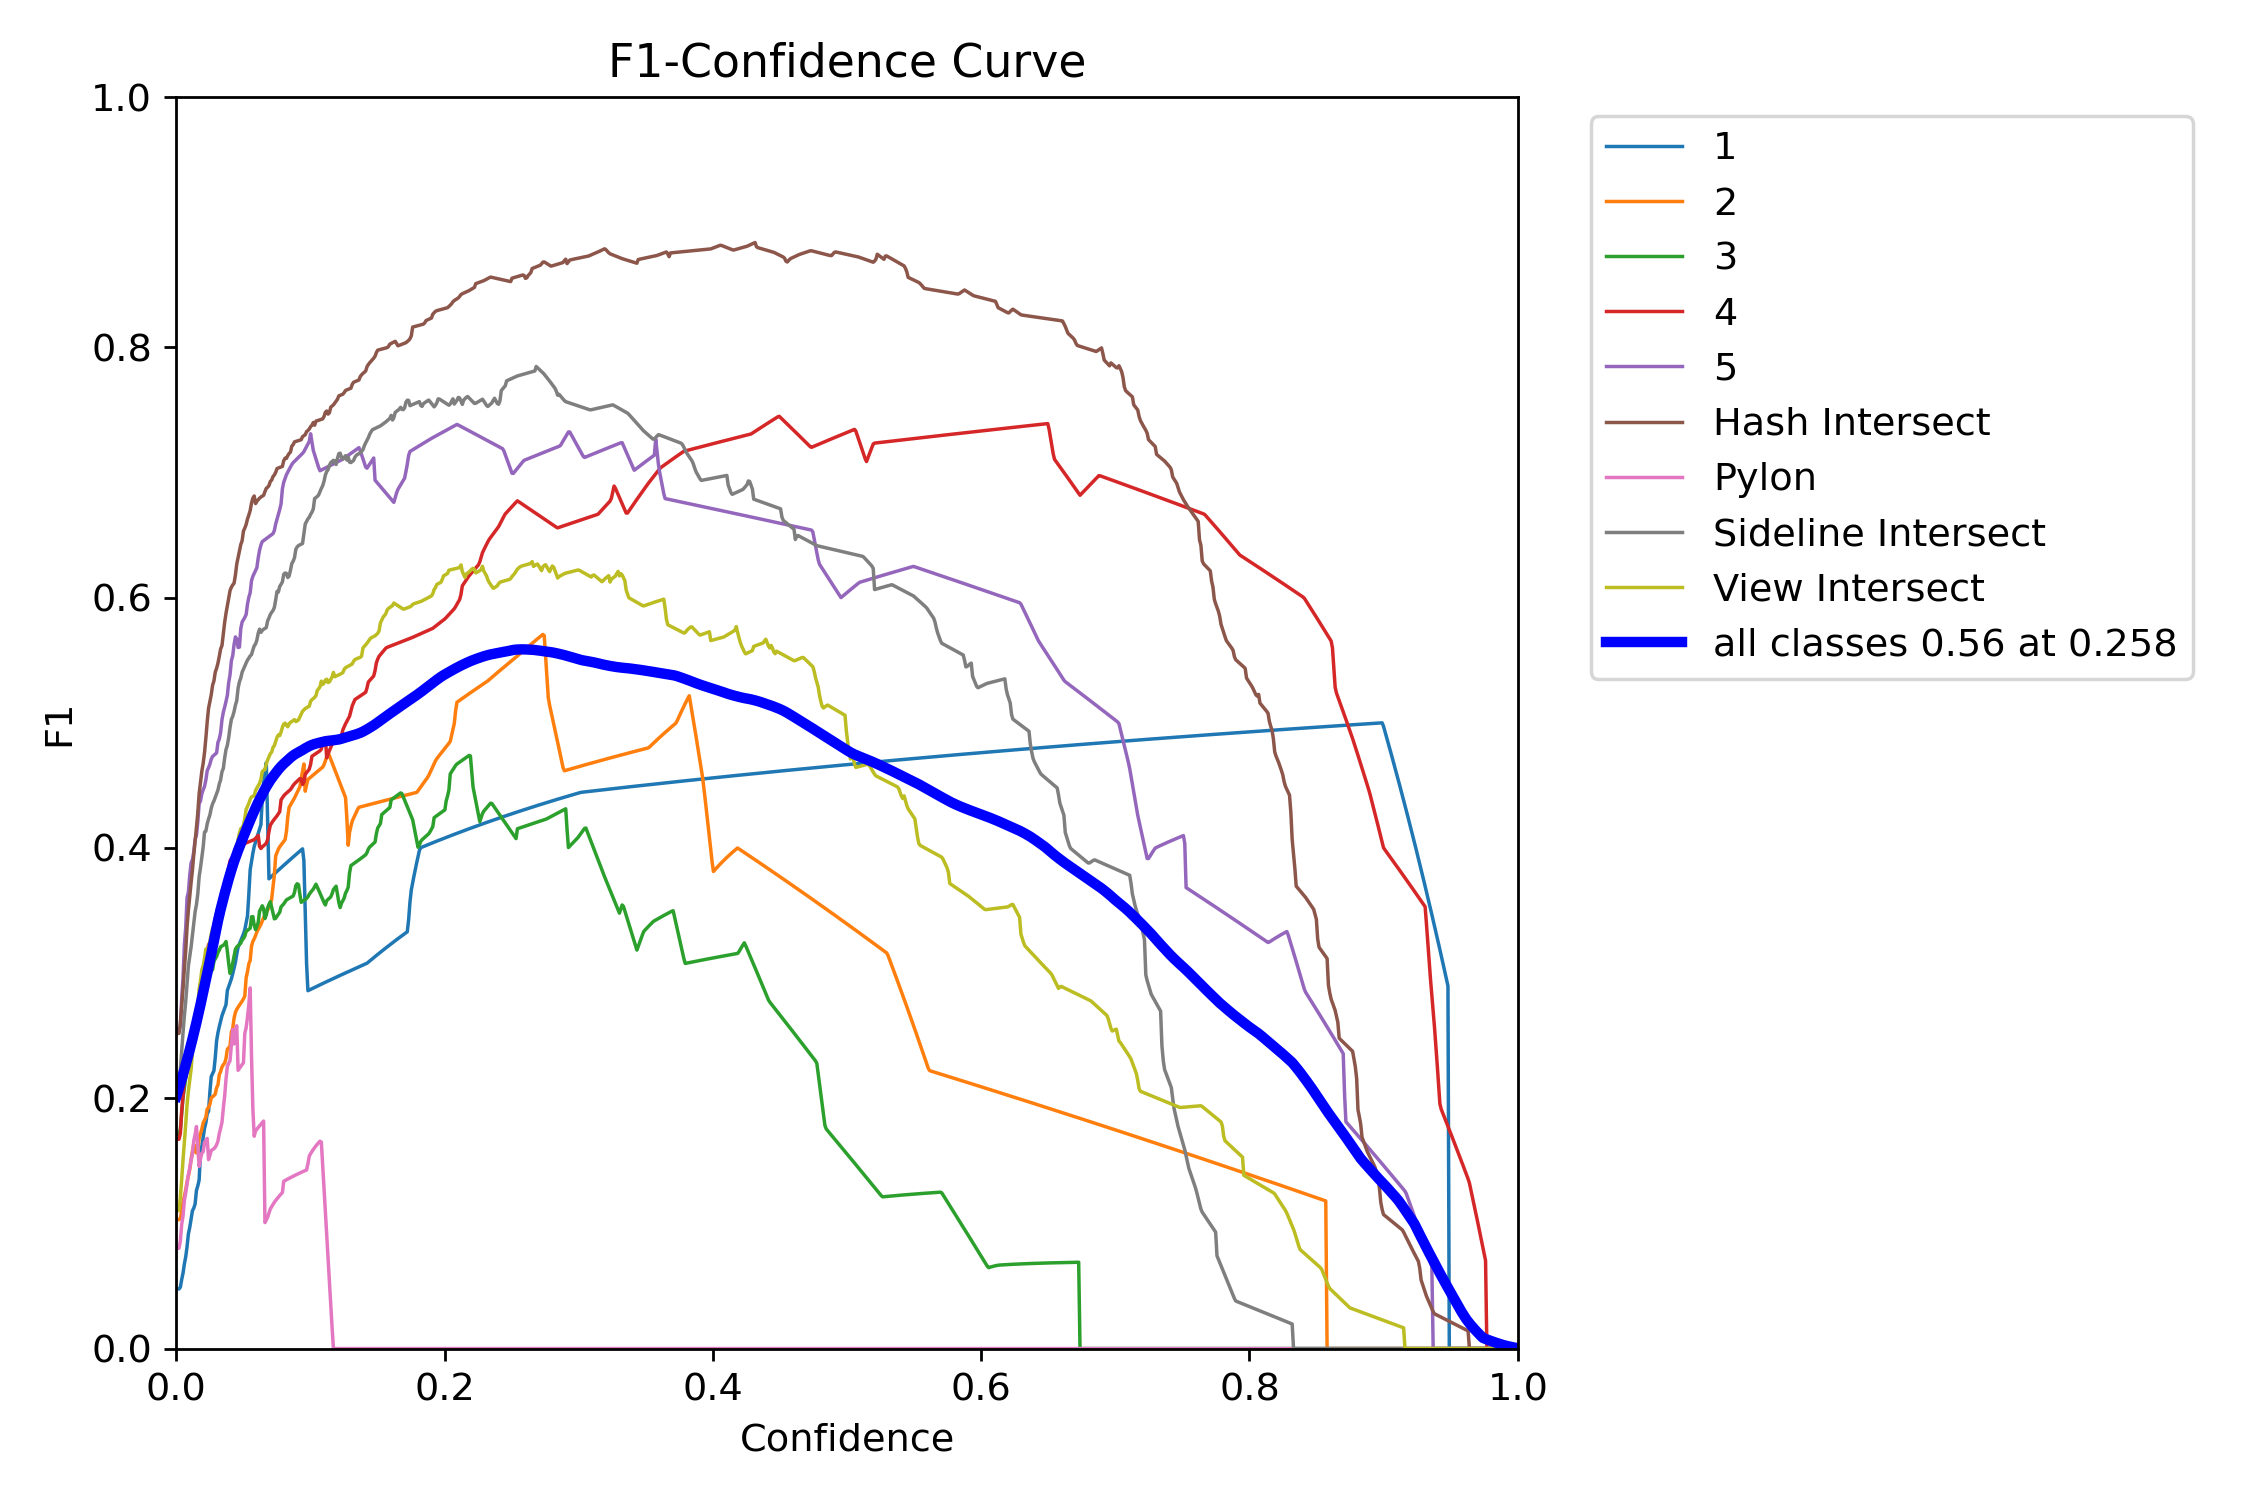 F1-Confidence Curve
1.0
0.8
0.6
0.4
0.2
0.0
F1
0.0 0.2 0.4 0.6 0.8 1.0
Confidence
1
2
3
4
5
Hash Intersect
Pylon
Sideline Intersect
View Intersect
all classes 0.56 at 0.258